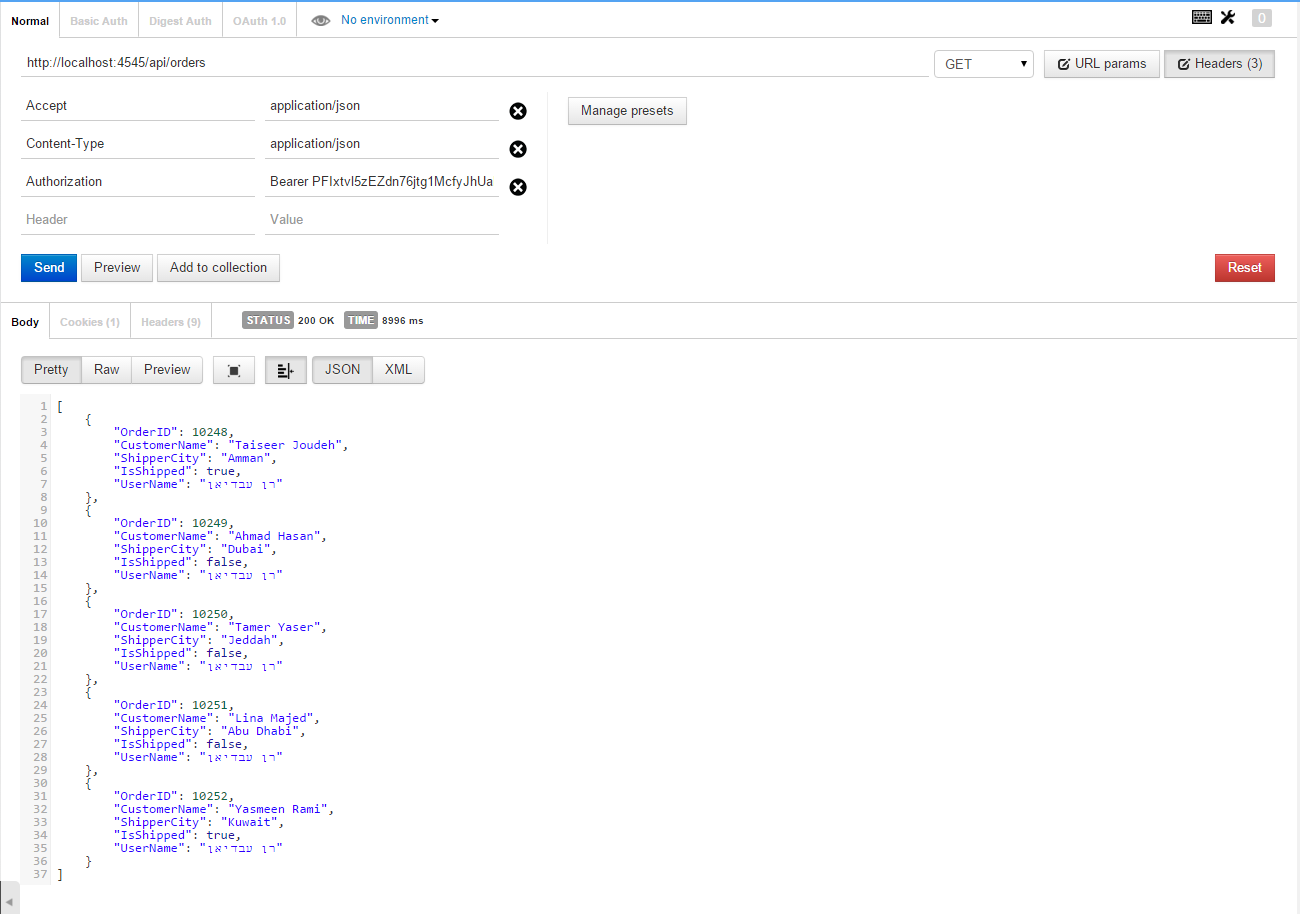 Normal Basic Auth Digest Auth OAuth 1.0 No environment 0
http://localhost:4545/api/orders GET URL params Headers (3)
Accept application/json Manage presets
Content-Type application/json
Authorization Bearer PFIxtvI5zEZdn76jtg1McfyJhUa
Header Value
Send Preview Add to collection Reset
Body Cookies (1) Headers (9) STATUS 200 OK TIME 8996 ms
Pretty Raw Preview JSON XML
1 [
2 {
3 "OrderID": 10248,
4 "CustomerName": "Taiseer Joudeh",
5 "ShipperCity": "Amman",
6 "IsShipped": true,
7 "UserName": "רן עבדיאן"
8 },
9 {
10 "OrderID": 10249,
11 "CustomerName": "Ahmad Hasan",
12 "ShipperCity": "Dubai",
13 "IsShipped": false,
14 "UserName": "רן עבדיאן"
15 },
16 {
17 "OrderID": 10250,
18 "CustomerName": "Tamer Yaser",
19 "ShipperCity": "Jeddah",
20 "IsShipped": false,
21 "UserName": "רן עבדיאן"
22 },
23 {
24 "OrderID": 10251,
25 "CustomerName": "Lina Majed",
26 "ShipperCity": "Abu Dhabi",
27 "IsShipped": false,
28 "UserName": "רן עבדיאן"
29 },
30 {
31 "OrderID": 10252,
32 "CustomerName": "Yasmeen Rami",
33 "ShipperCity": "Kuwait",
34 "IsShipped": true,
35 "UserName": "רן עבדיאן"
36 }
37 ]